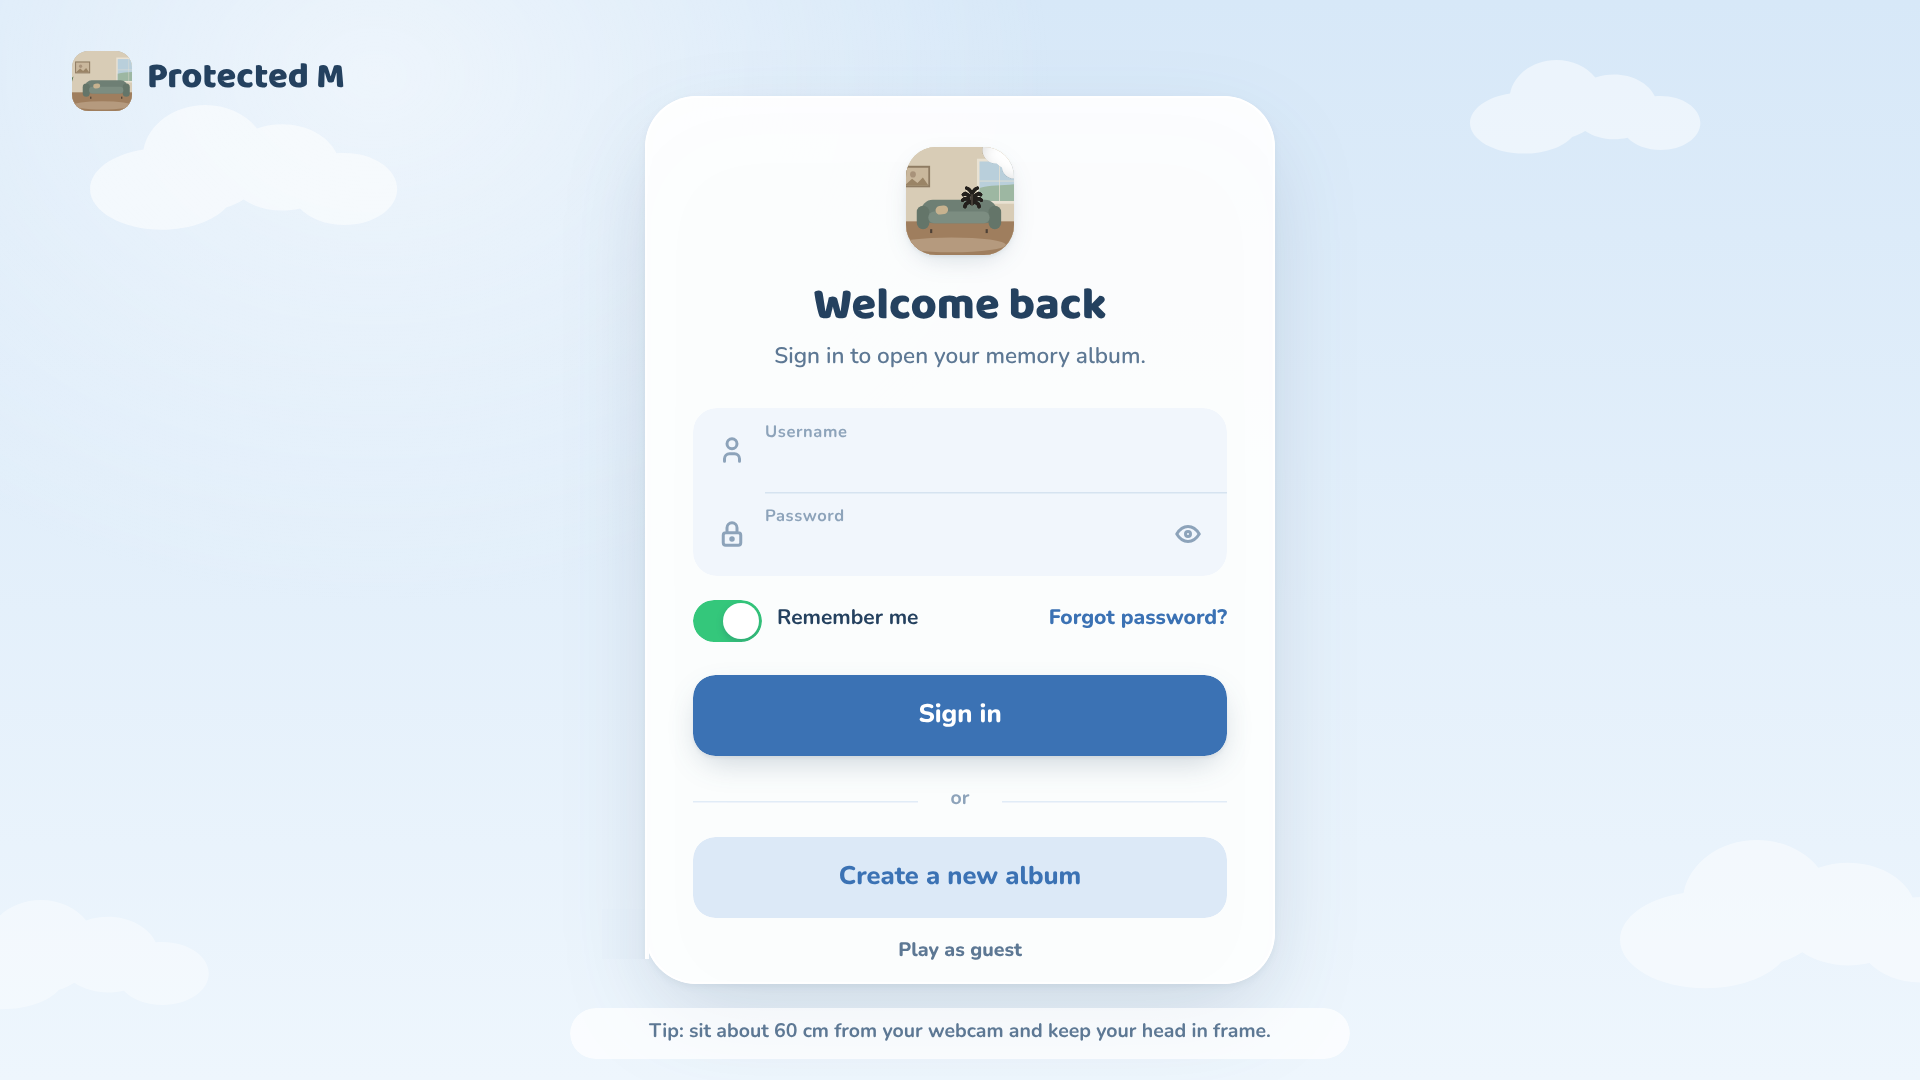 Protected M
Welcome back
Sign in to open your memory album.
Username
Password
Remember me
Forgot password?
Sign in
or
Create a new album
Play as guest
Tip: sit about 60 cm from your webcam and keep your head in frame.